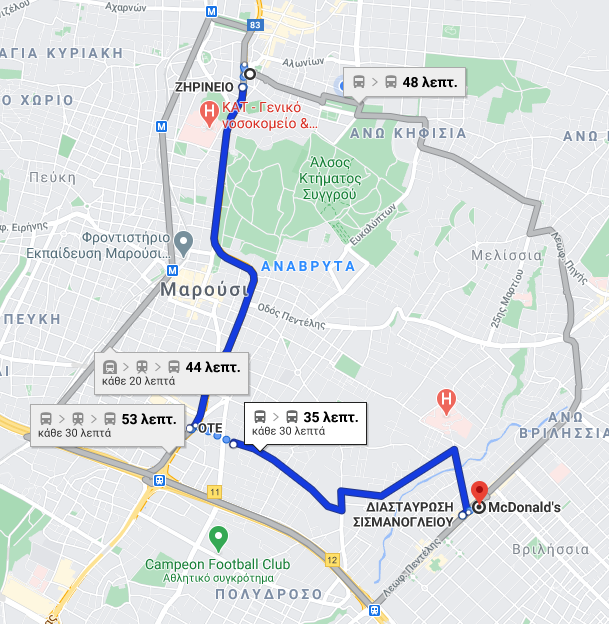 Αχαρνών
83
M
ΑΓΙΑ ΚΥΡΙΑΚΗ
Αλωνίων
48 λεπτ.
ΖΗΡΙΝΕΙΟ
Ο ΧΩΡΙΟ
H
ΚΑΤ - Γενικό
νοσοκομείο &...
M
ΑΝΩ ΚΗΦΙΣΙΑ
ΑΝΩ
Άλσος
Κτήματος
Συγγρού
Πεύκη
Ευκαλύπτων
Λεωφ. Πηγής
φ. Ειρήνης
Φροντιστήριο
Εκπαίδευση Μαρούσι...
Μελίσσια
M
ΑΝΑΒΡΥΤΑ
Μαρούσι
25ης Μαρτίου
Οδός Πεντέλης
ΠΕΥΚΗ
44 λεπτ.
κάθε 20 λεπτά
53 λεπτ.
κάθε 30 λεπτά
35 λεπτ.
κάθε 30 λεπτά
H
ΟΤΕ
ΑΝΩ
ΒΡΙΛΗΣΣΙΑ
11
ΔΙΑΣΤΑΥΡΩΣΗ
ΣΙΣΜΑΝΟΓΛΕΙΟΥ
McDonald's
Βριλήσσια
Campeon Football Club
Αθλητικό συγκρότημα
12
Λεωφ. Πεντέλης
ΠΟΛΥΔΡΟΣΟ